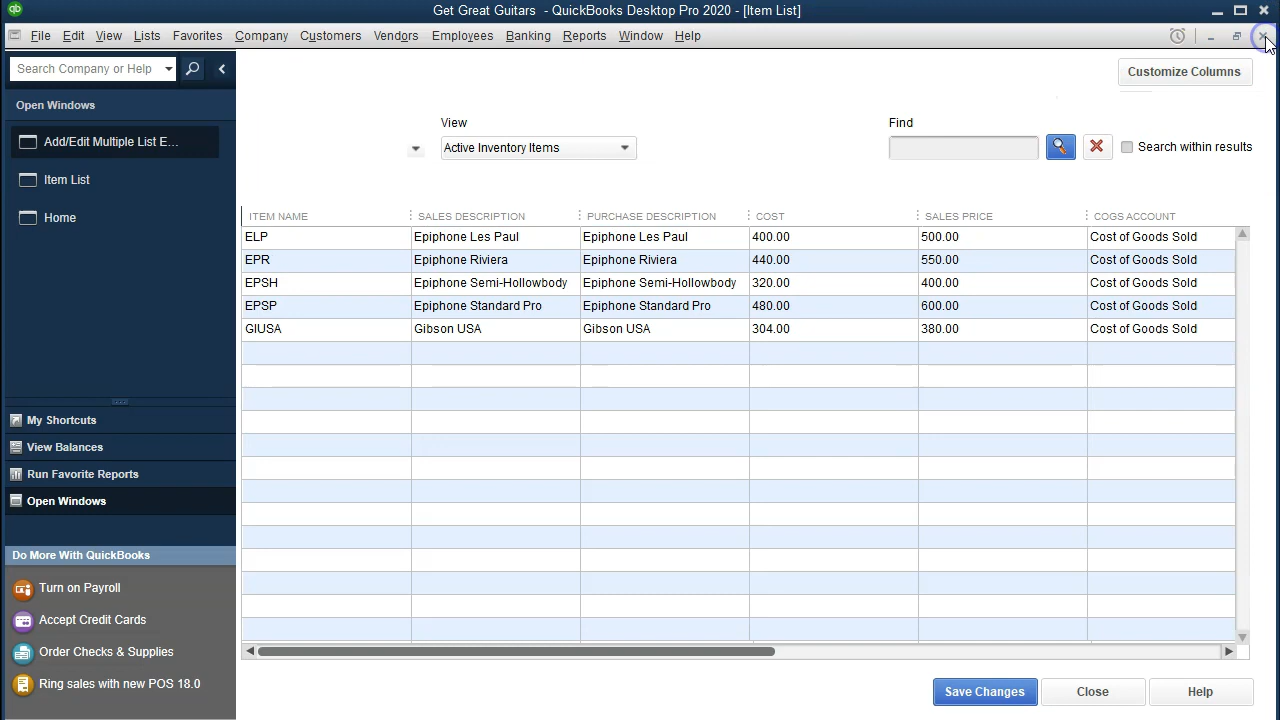 qb
Get Great Guitars - QuickBooks Desktop Pro 2020 - [Item List]
File Edit View Lists Favorites Company Customers Vendors Employees Banking Reports Window Help
Search Company or Help
Customize Columns
Open Windows
View
Find
Add/Edit Multiple List E...
Active Inventory Items
Search within results
Item List
Home
ITEM NAME SALES DESCRIPTION PURCHASE DESCRIPTION COST SALES PRICE COGS ACCOUNT
ELP Epiphone Les Paul Epiphone Les Paul 400.00 500.00 Cost of Goods Sold
EPR Epiphone Riviera Epiphone Riviera 440.00 550.00 Cost of Goods Sold
EPSH Epiphone Semi-Hollowbody Epiphone Semi-Hollowbody 320.00 400.00 Cost of Goods Sold
EPSP Epiphone Standard Pro Epiphone Standard Pro 480.00 600.00 Cost of Goods Sold
GIUSA Gibson USA Gibson USA 304.00 380.00 Cost of Goods Sold
My Shortcuts
View Balances
Run Favorite Reports
Open Windows
Do More With QuickBooks
Turn on Payroll
Accept Credit Cards
Order Checks & Supplies
Ring sales with new POS 18.0
Save Changes Close Help